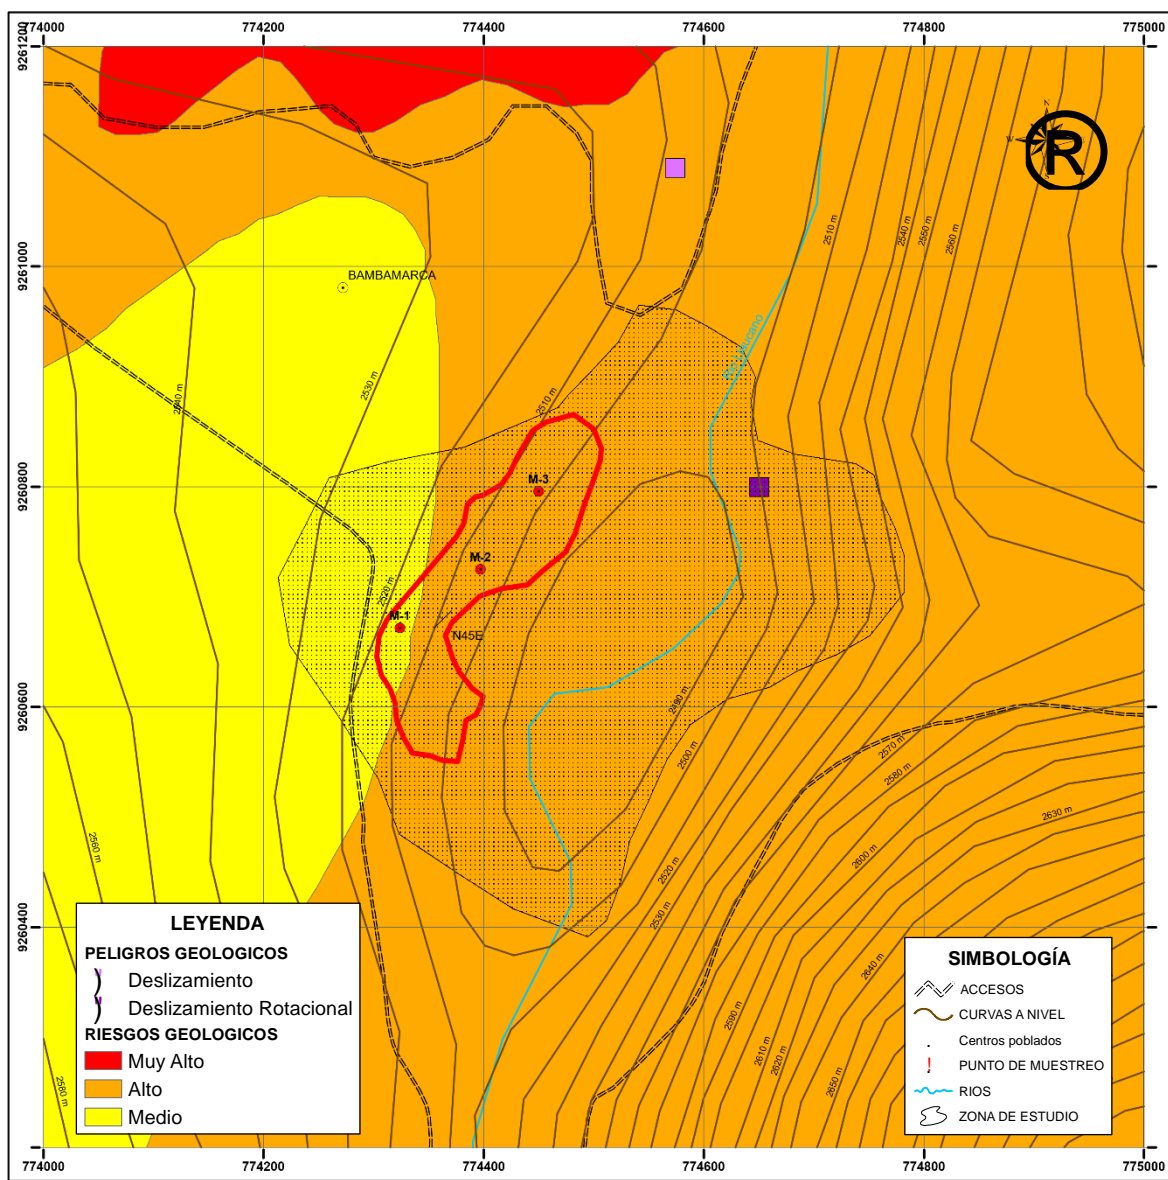 774000 774200 774400 774600 774800 775000
9261200
9261000
9260800
9260600
9260400
N
W
R
BAMBAMARCA
Río Llaucano
2510 m
2540 m
2550 m
2560 m
2530 m
2540 m
2510 m
2520 m
M-3
M-2
M-1
N45E
2490 m
2500 m
2520 m
2530 m
2570 m
2580 m
2630 m
2600 m
2640 m
2590 m
2610 m
2620 m
2650 m
2560 m
2580 m
LEYENDA
PELIGROS GEOLOGICOS
Deslizamiento
Deslizamiento Rotacional
RIESGOS GEOLOGICOS
Muy Alto
Alto
Medio
SIMBOLOGÍA
ACCESOS
CURVAS A NIVEL
Centros poblados
PUNTO DE MUESTREO
RIOS
ZONA DE ESTUDIO
774000 774200 774400 774600 774800 775000